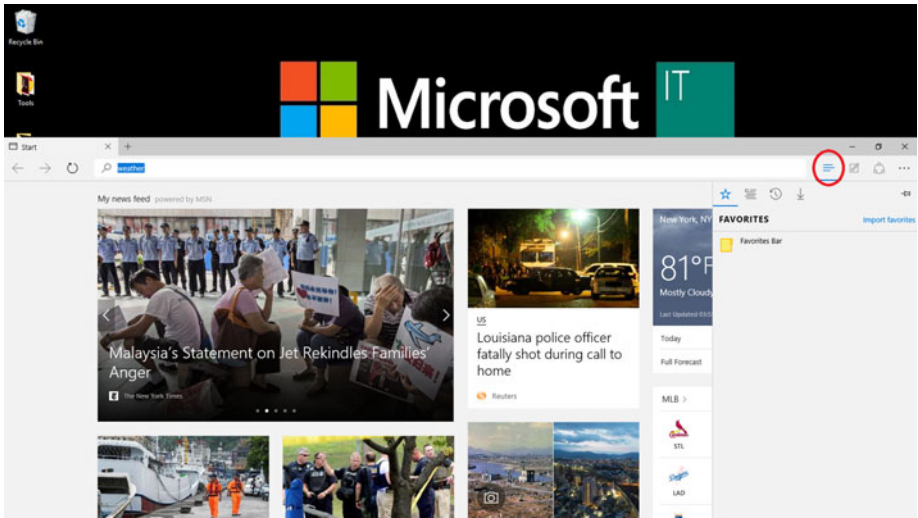 Recycle Bin
Tools
Microsoft
IT
Start
weather
My news feed powered by MSN
Malaysia's Statement on Jet Rekindles Families' Anger
The New York Times
US
Louisiana police officer
fatally shot during call to
home
Reuters
New York, NY
81°F
Mostly Cloudy
Last Updated
Today
Full Forecast
MLB >
STL
LAD
FAVORITES
Import favorites
Favorites Bar